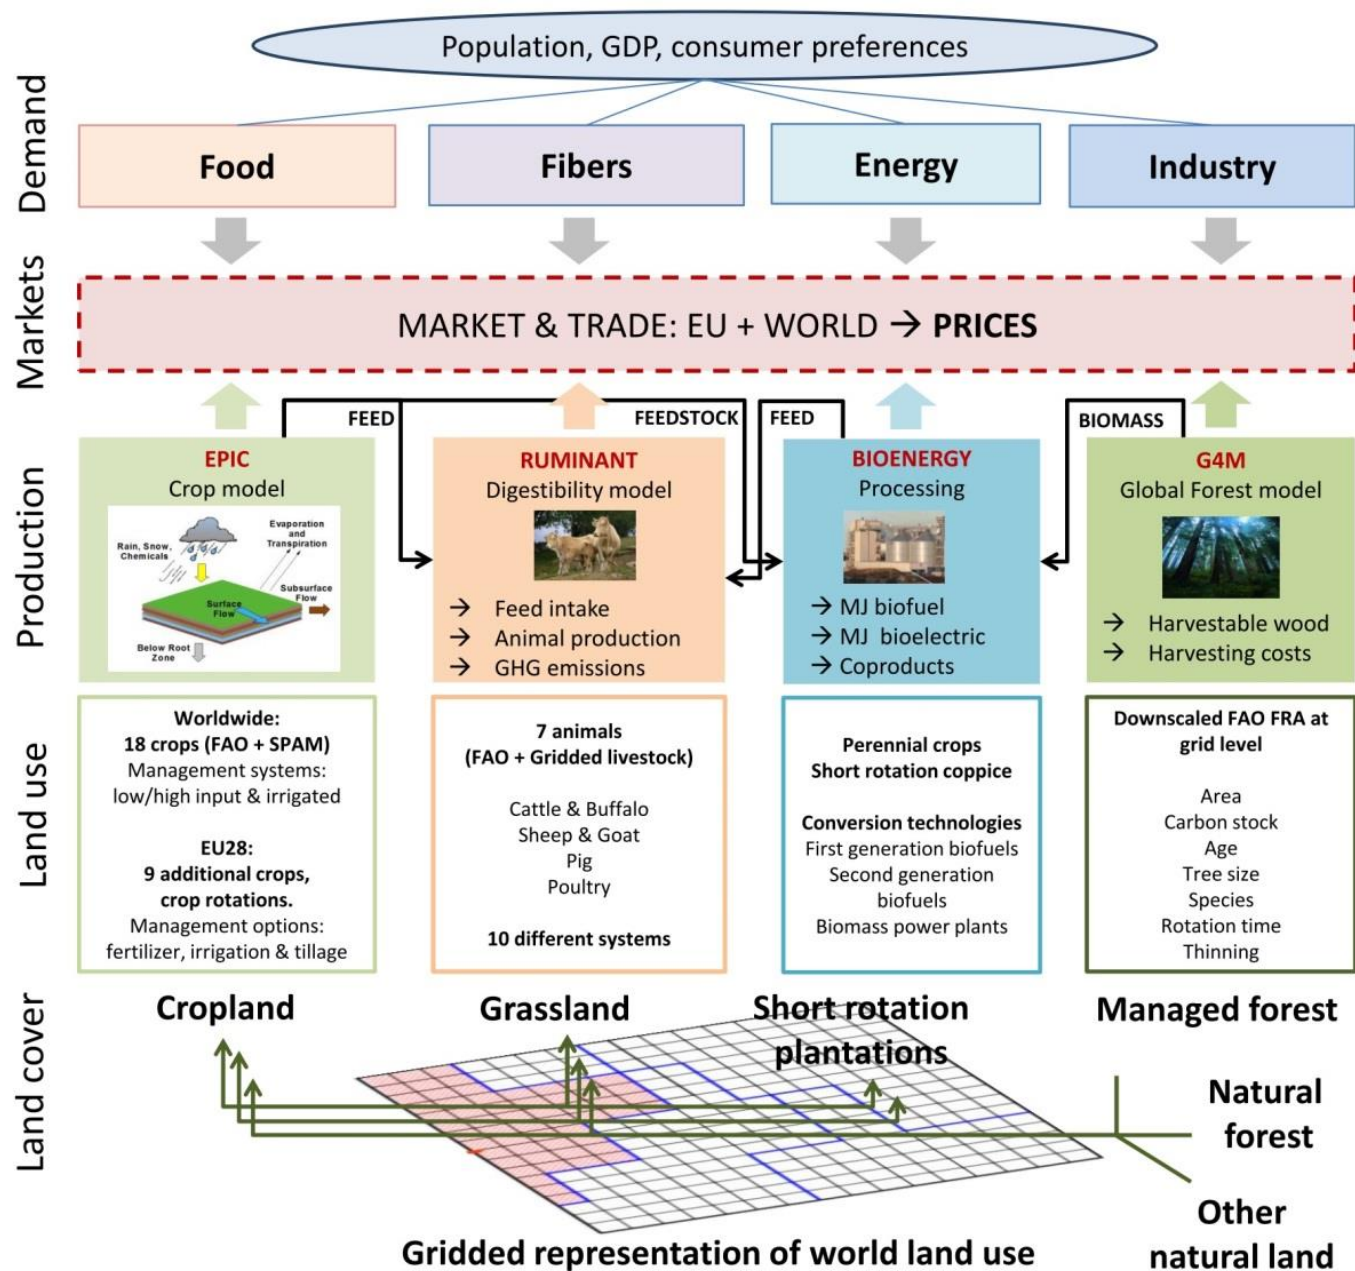 Population, GDP, consumer preferences
Demand
Food
Fibers
Energy
Industry
Markets
MARKET & TRADE: EU + WORLD → PRICES
Production
FEED
FEEDSTOCK
FEED
BIOMASS
EPIC
Crop model
Rain, Snow,
Chemicals
Evaporation
and
Transpiration
Subsurface
Flow
Surface
Flow
Below Root
Zone
RUMINANT
Digestibility model
→ Feed intake
→ Animal production
→ GHG emissions
BIOENERGY
Processing
→ MJ biofuel
→ MJ bioelectric
→ Coproducts
G4M
Global Forest model
→ Harvestable wood
→ Harvesting costs
Land use
Worldwide:
18 crops (FAO + SPAM)
Management systems:
low/high input & irrigated
EU28:
9 additional crops,
crop rotations.
Management options:
fertilizer, irrigation & tillage
7 animals
(FAO + Gridded livestock)
Cattle & Buffalo
Sheep & Goat
Pig
Poultry
10 different systems
Perennial crops
Short rotation coppice
Conversion technologies
First generation biofuels
Second generation
biofuels
Biomass power plants
Downscaled FAO FRA at
grid level
Area
Carbon stock
Age
Tree size
Species
Rotation time
Thinning
Land cover
Cropland
Grassland
Short rotation
plantations
Managed forest
Natural
forest
Other
natural land
Gridded representation of world land use